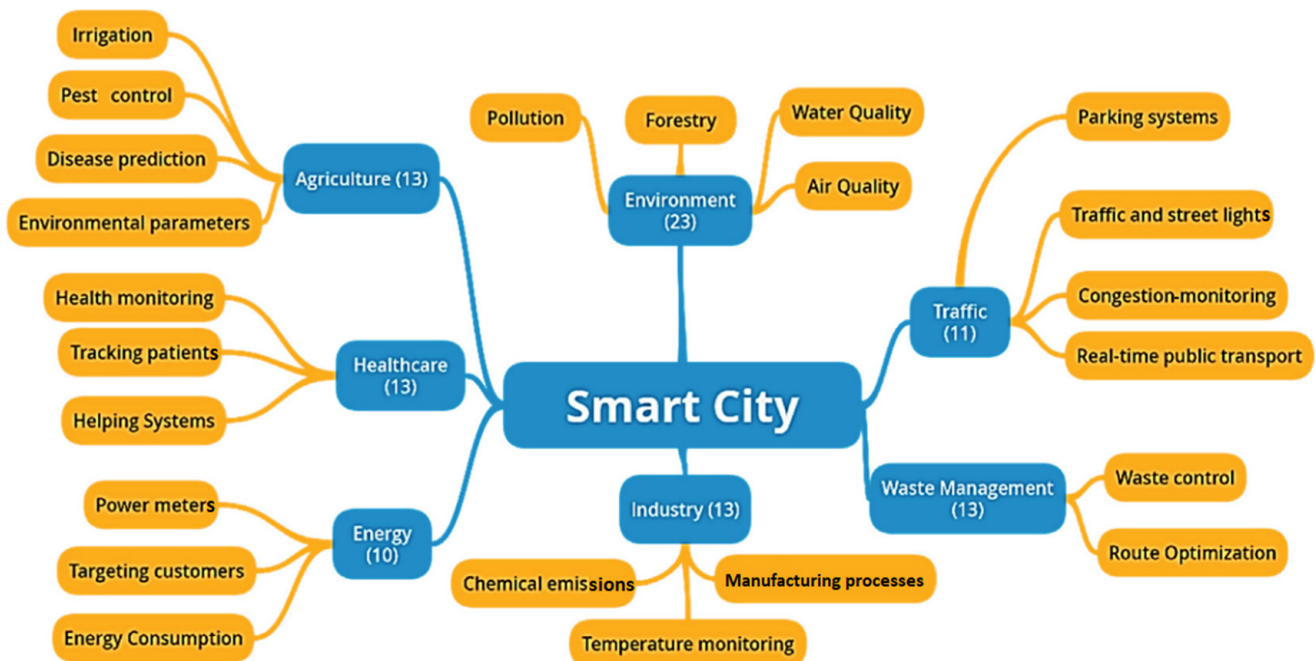 Irrigation
Pest control
Disease prediction
Environmental parameters
Agriculture (13)
Health monitoring
Tracking patients
Helping Systems
Healthcare
(13)
Power meters
Targeting customers
Energy Consumption
Energy
(10)
Pollution
Forestry
Water Quality
Air Quality
Environment
(23)
Smart City
Industry (13)
Chemical emissions
Manufacturing processes
Temperature monitoring
Parking systems
Traffic and street lights
Congestion-monitoring
Real-time public transport
Traffic
(11)
Waste Management
(13)
Waste control
Route Optimization